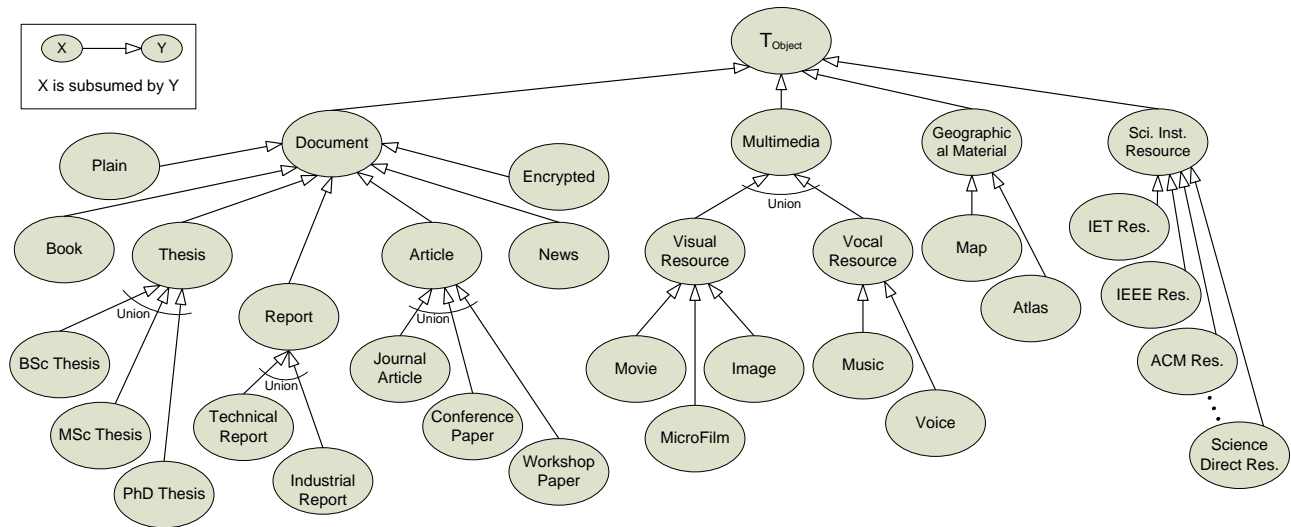 X
Y
X is subsumed by Y
T Object
Document
Multimedia
Geographic
al Material
Sci. Inst.
Resource
Plain
Encrypted
Union
Book
Thesis
Article
News
Visual
Resource
Vocal
Resource
Map
IET Res.
Atlas
IEEE Res.
Union
Report
Union
BSc Thesis
Journal
Article
Movie
Image
Music
ACM Res.
Union
MSc Thesis
Technical
Report
Conference
Paper
MicroFilm
Voice
Science
Direct Res.
PhD Thesis
Industrial
Report
Workshop
Paper